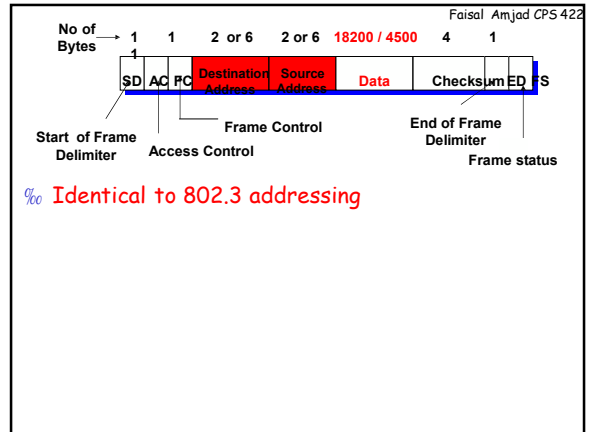 Faisal Amjad CPS 422
No of Bytes 1 1 2 or 6 2 or 6 18200 / 4500 4 1
1
SD AC FC Destination Address Source Address Data Checksum ED FS
Frame Control
End of Frame Delimiter
Start of Frame Delimiter
Access Control
Frame status
‰ Identical to 802.3 addressing